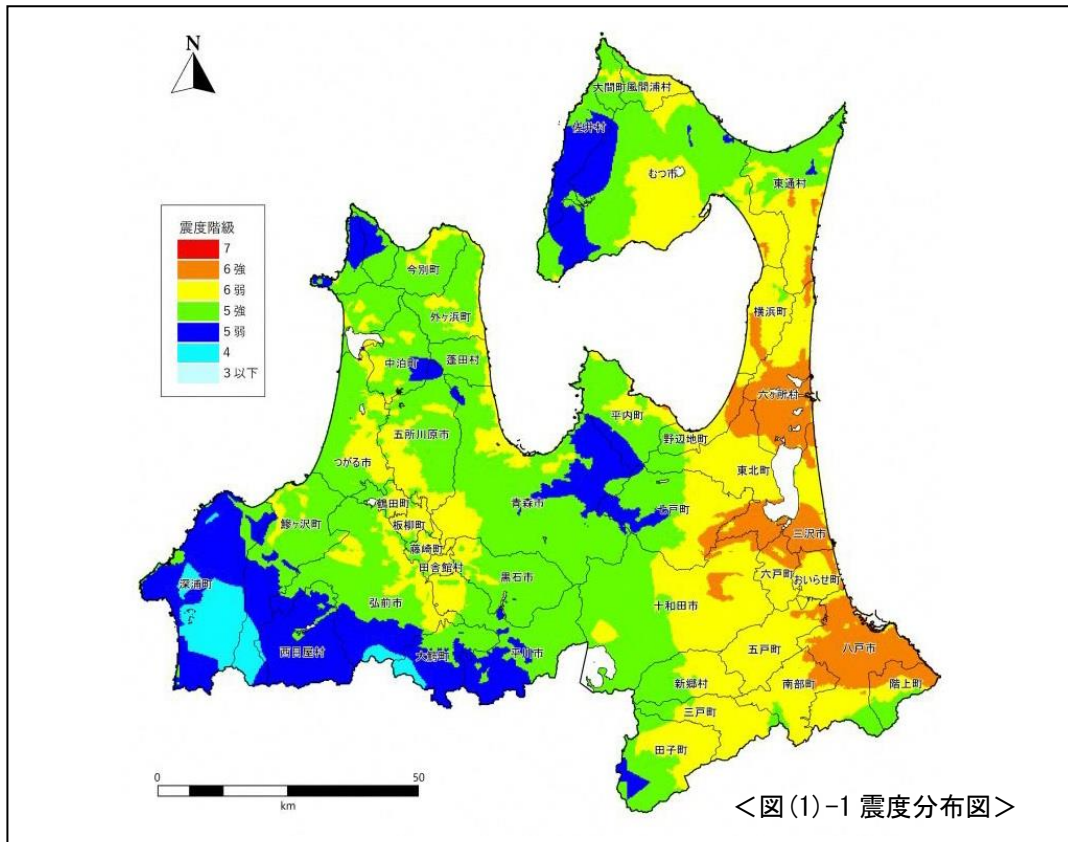 N
震度階級
7
6強
6弱
5強
5弱
4
3以下
大間町
風間浦村
佐井村
むつ市
東通村
今別町
外ヶ浜町
横浜町
中泊町
蓬田村
六ヶ所村
平内町
野辺地町
五所川原市
つがる市
東北町
鶴田町
青森市
七戸町
板柳町
鰺ヶ沢町
三沢市
藤崎町
田舎館村
黒石市
六戸町
おいらせ町
深浦町
弘前市
十和田市
西目屋村
大鰐町
平川市
五戸町
八戸市
新郷村
南部町
階上町
三戸町
田子町
0 50
km
＜図(1)-1 震度分布図＞